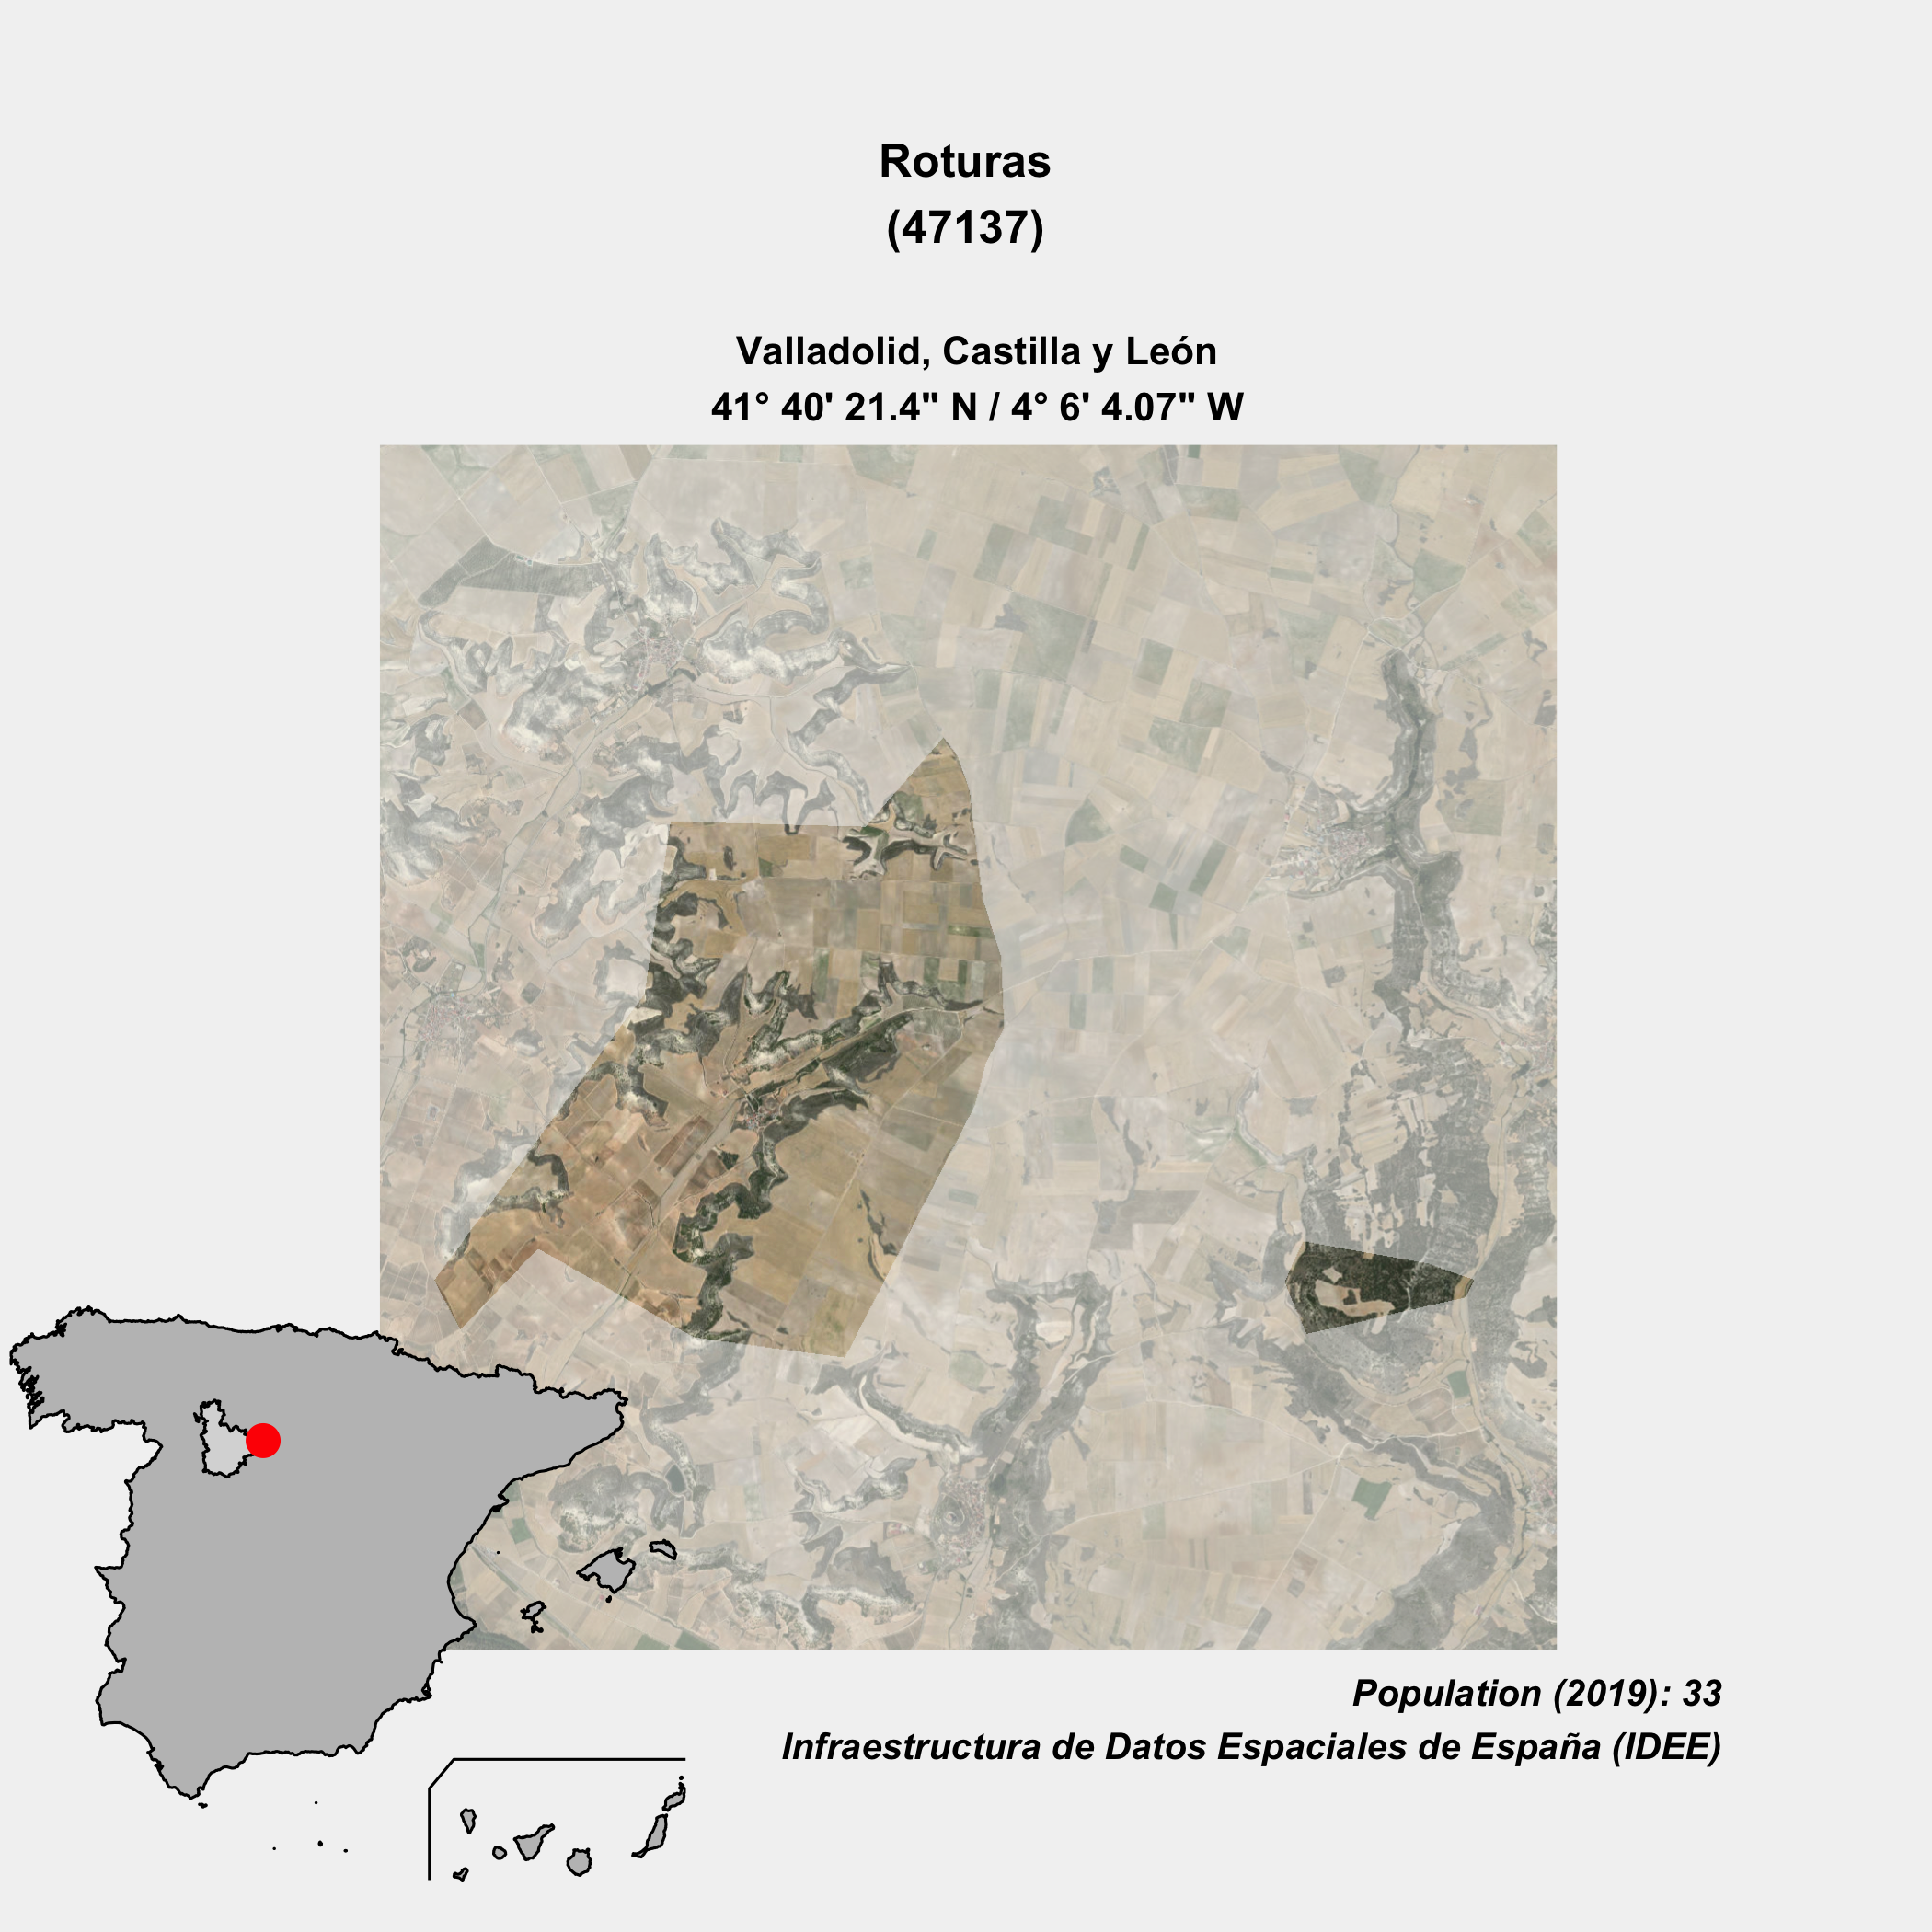 Roturas
(47137)
Valladolid, Castilla y León
41° 40' 21.4" N / 4° 6' 4.07" W
Population (2019): 33
Infraestructura de Datos Espaciales de España (IDEE)